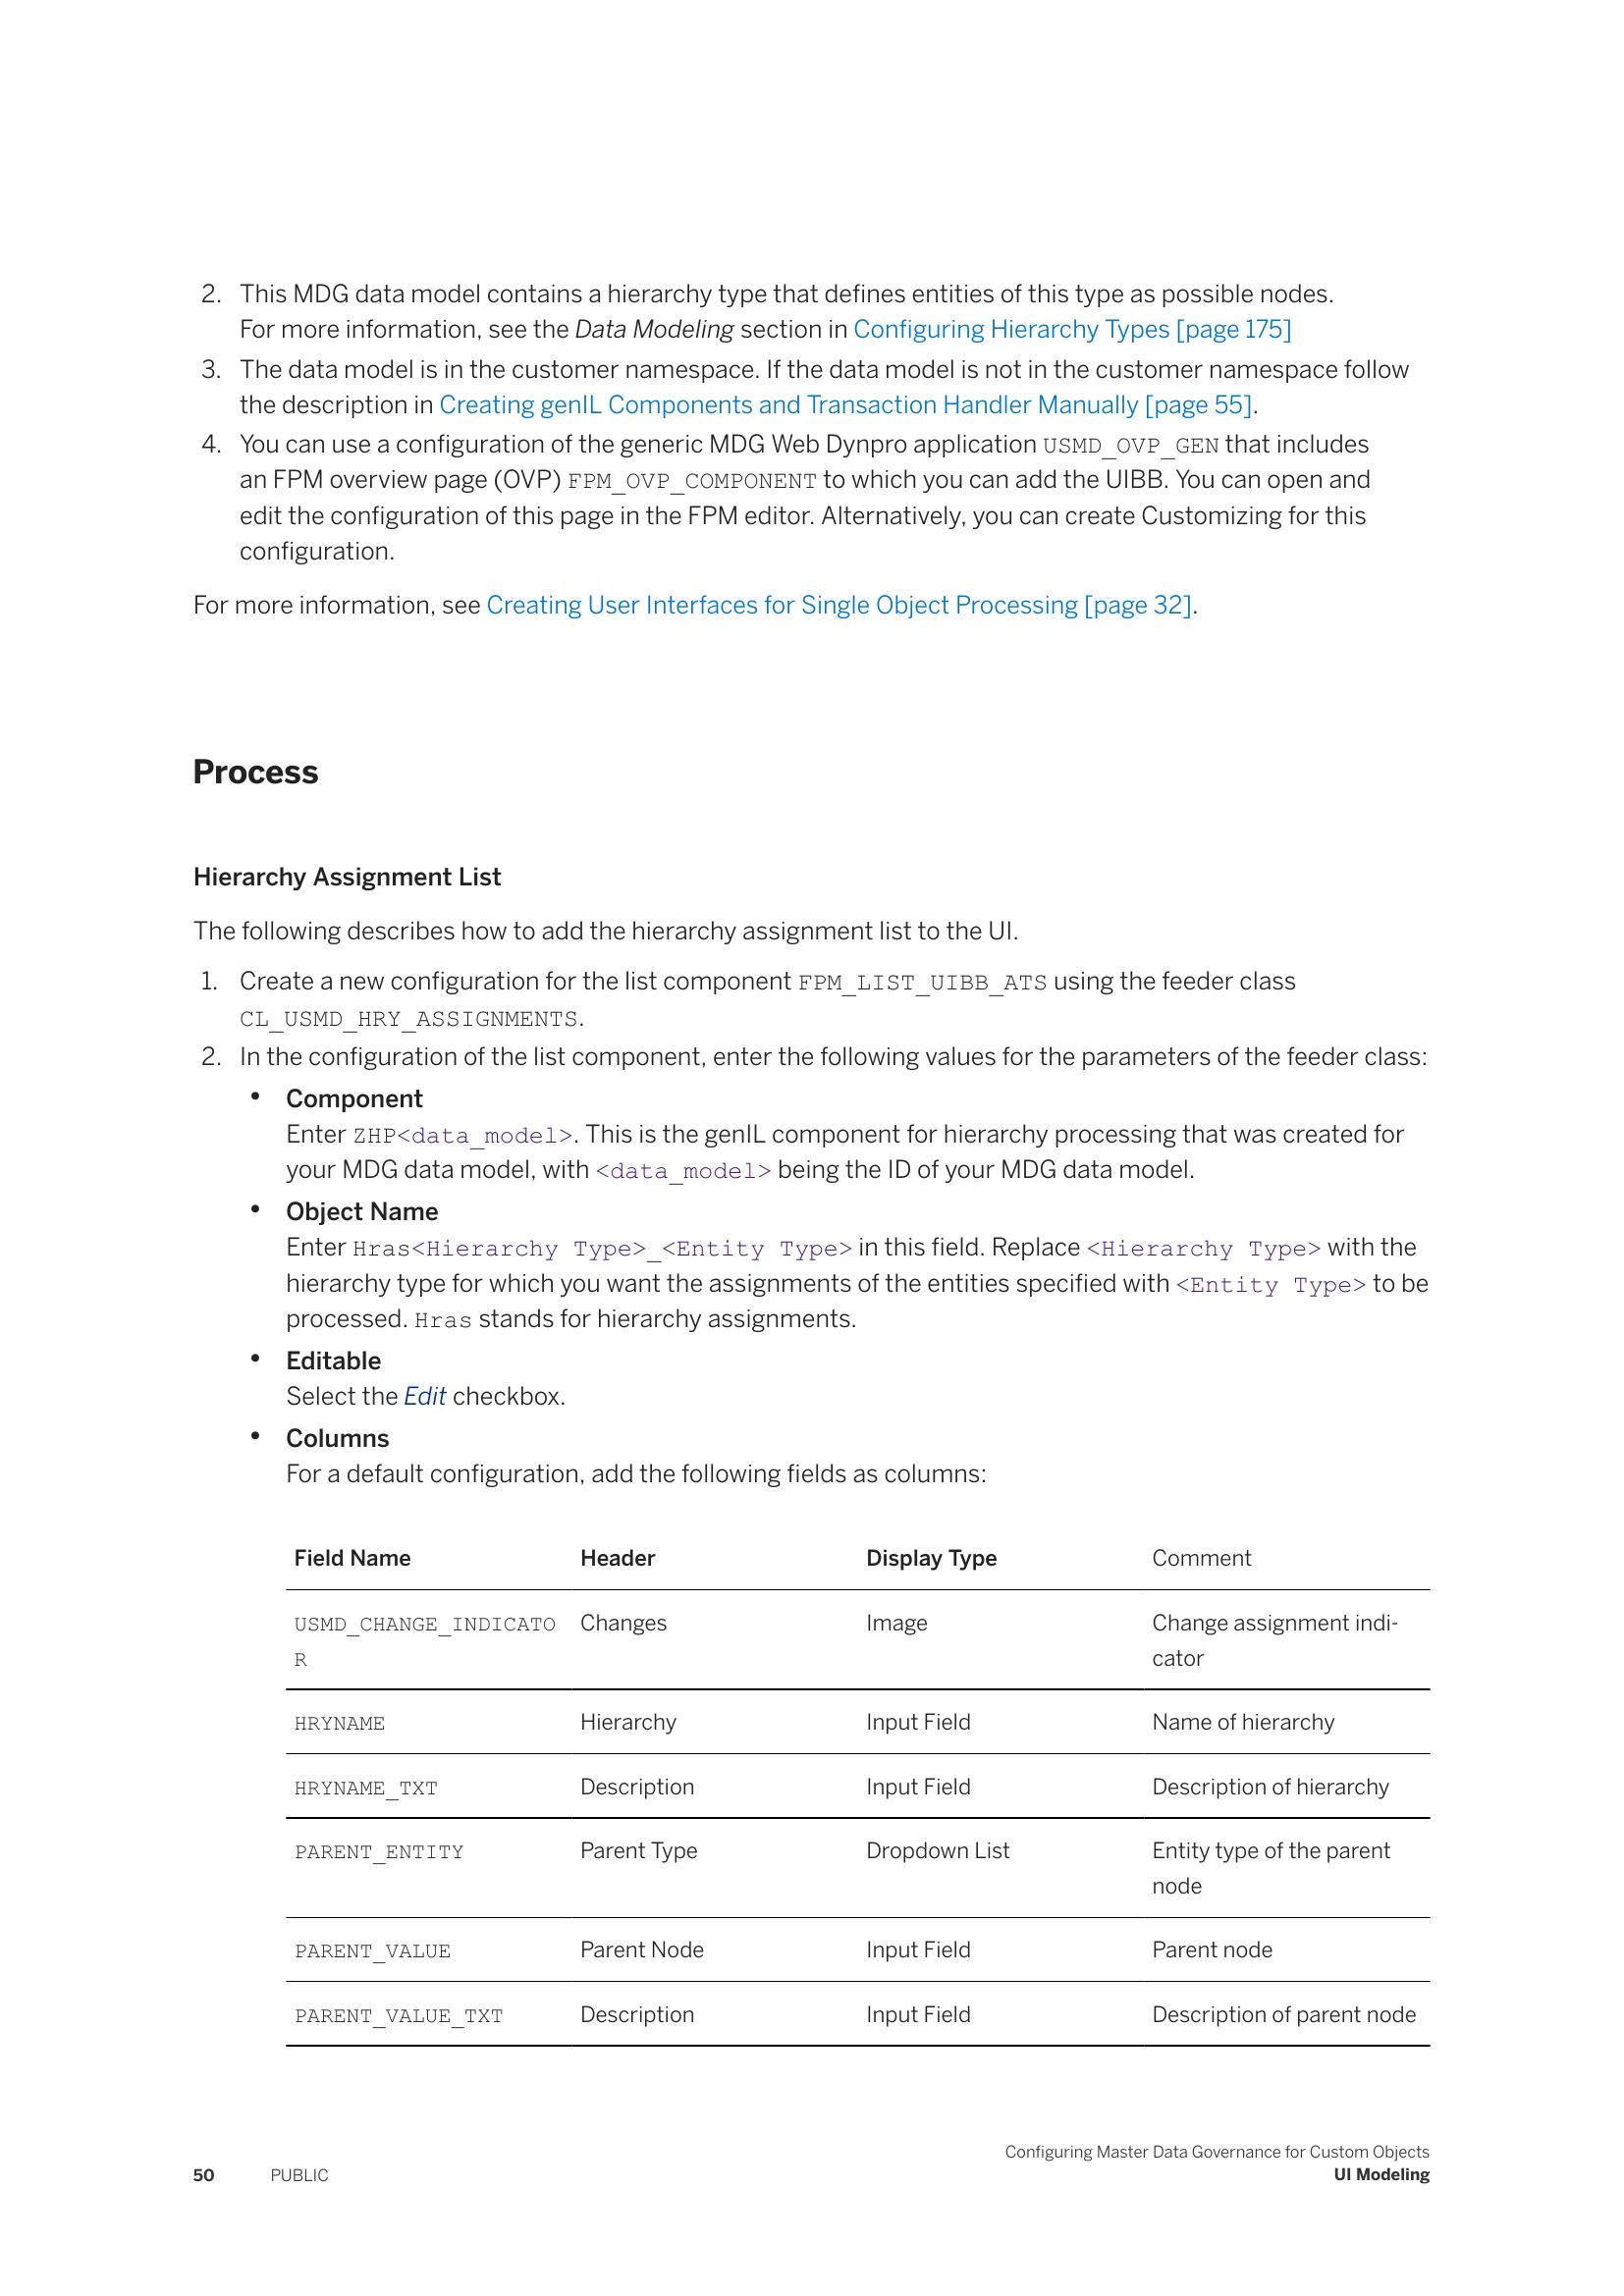 2. This MDG data model contains a hierarchy type that defines entities of this type as possible nodes.
For more information, see the Data Modeling section in Configuring Hierarchy Types [page 175]
3. The data model is in the customer namespace. If the data model is not in the customer namespace follow
the description in Creating genIL Components and Transaction Handler Manually [page 55].
4. You can use a configuration of the generic MDG Web Dynpro application USMD_OVP_GEN that includes
an FPM overview page (OVP) FPM_OVP_COMPONENT to which you can add the UIBB. You can open and
edit the configuration of this page in the FPM editor. Alternatively, you can create Customizing for this
configuration.
For more information, see Creating User Interfaces for Single Object Processing [page 32].
Process
Hierarchy Assignment List
The following describes how to add the hierarchy assignment list to the UI.
1. Create a new configuration for the list component FPM_LIST_UIBB_ATS using the feeder class
CL_USMD_HRY_ASSIGNMENTS.
2. In the configuration of the list component, enter the following values for the parameters of the feeder class:
• Component
Enter ZHP<data_model>. This is the genIL component for hierarchy processing that was created for
your MDG data model, with <data_model> being the ID of your MDG data model.
• Object Name
Enter Hras<Hierarchy Type>_<Entity Type> in this field. Replace <Hierarchy Type> with the
hierarchy type for which you want the assignments of the entities specified with <Entity Type> to be
processed. Hras stands for hierarchy assignments.
• Editable
Select the Edit checkbox.
• Columns
For a default configuration, add the following fields as columns:
Field Name Header Display Type Comment
USMD_CHANGE_INDICATO Changes Image Change assignment indi-
R cator
HRYNAME Hierarchy Input Field Name of hierarchy
HRYNAME_TXT Description Input Field Description of hierarchy
PARENT_ENTITY Parent Type Dropdown List Entity type of the parent
node
PARENT_VALUE Parent Node Input Field Parent node
PARENT_VALUE_TXT Description Input Field Description of parent node
Configuring Master Data Governance for Custom Objects
50 PUBLIC UI Modeling